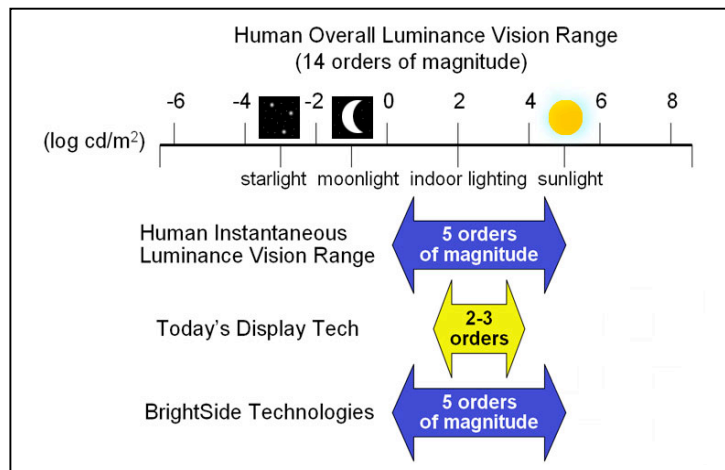 Human Overall Luminance Vision Range
(14 orders of magnitude)
-6 -4 -2 0 2 4 6 8
(log cd/m²)
starlight moonlight indoor lighting sunlight
Human Instantaneous
Luminance Vision Range
5 orders
of magnitude
Today's Display Tech
2-3
orders
BrightSide Technologies
5 orders
of magnitude